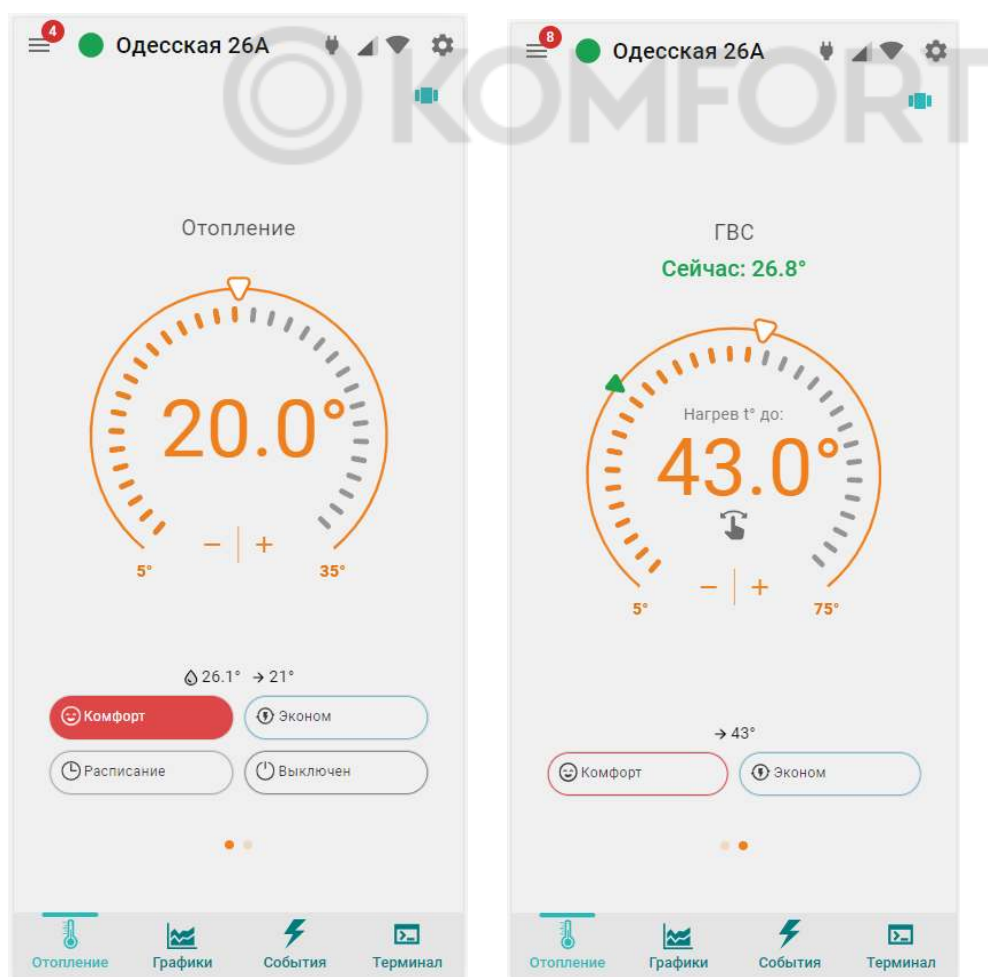 4
Одесская 26А
Отопление
20.0°
− | +
5°
35°
26.1° → 21°
Комфорт
Эконом
Расписание
Выключен
Отопление
Графики
События
Терминал
8
Одесская 26А
ГВС
Сейчас: 26.8°
Нагрев t° до:
43.0°
− | +
5°
75°
→ 43°
Комфорт
Эконом
Отопление
Графики
События
Терминал
KOMFORT